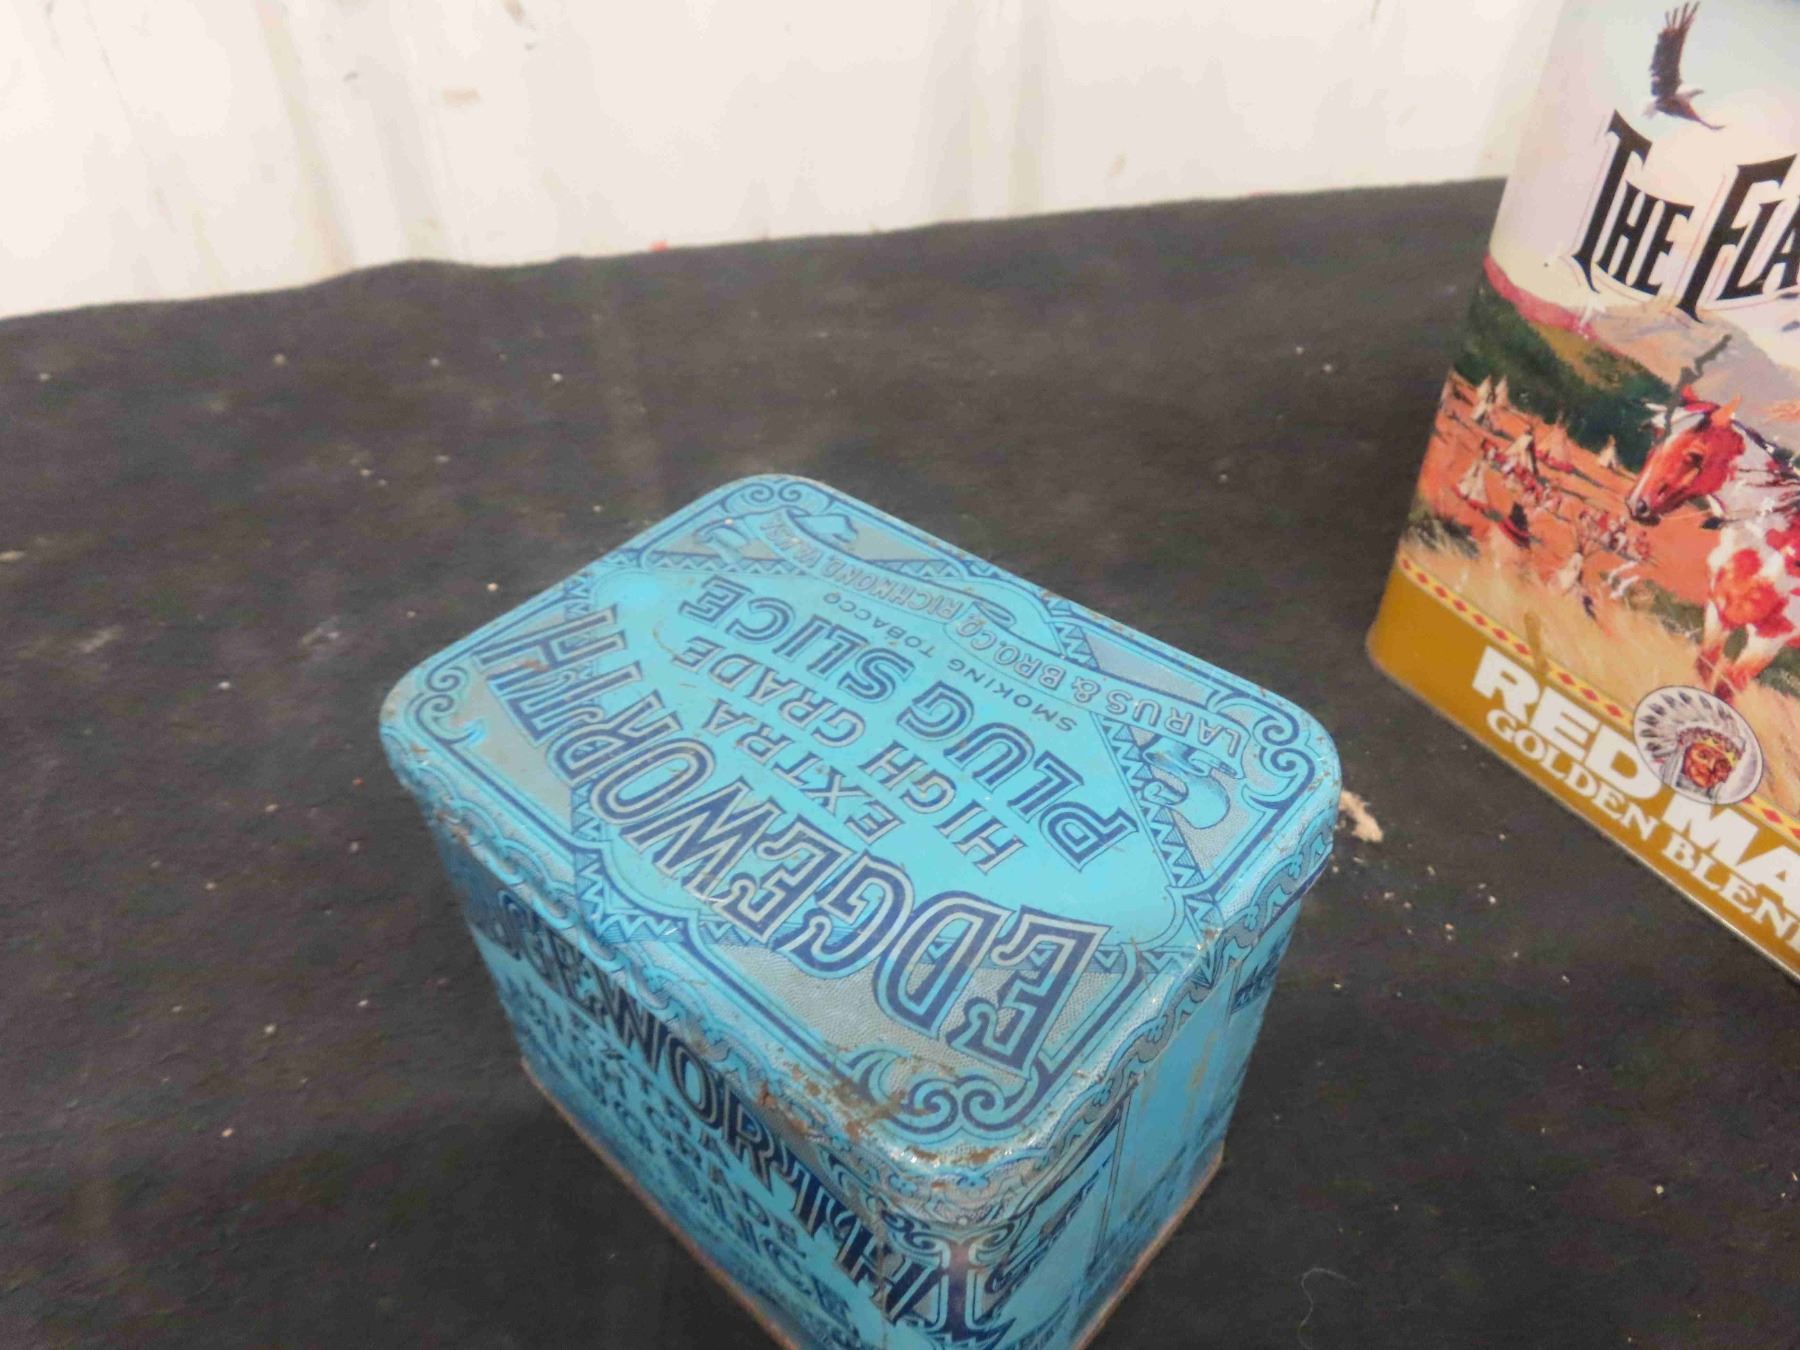 EDGEWORTH
EXTRA
HIGH GRADE
PLUG SLICE
SMOKING TOBACCO
LARUS & BRO. CO. RICHMOND, VA.
EDGEWORTH
THE FLA
RED MA
GOLDEN BLEN